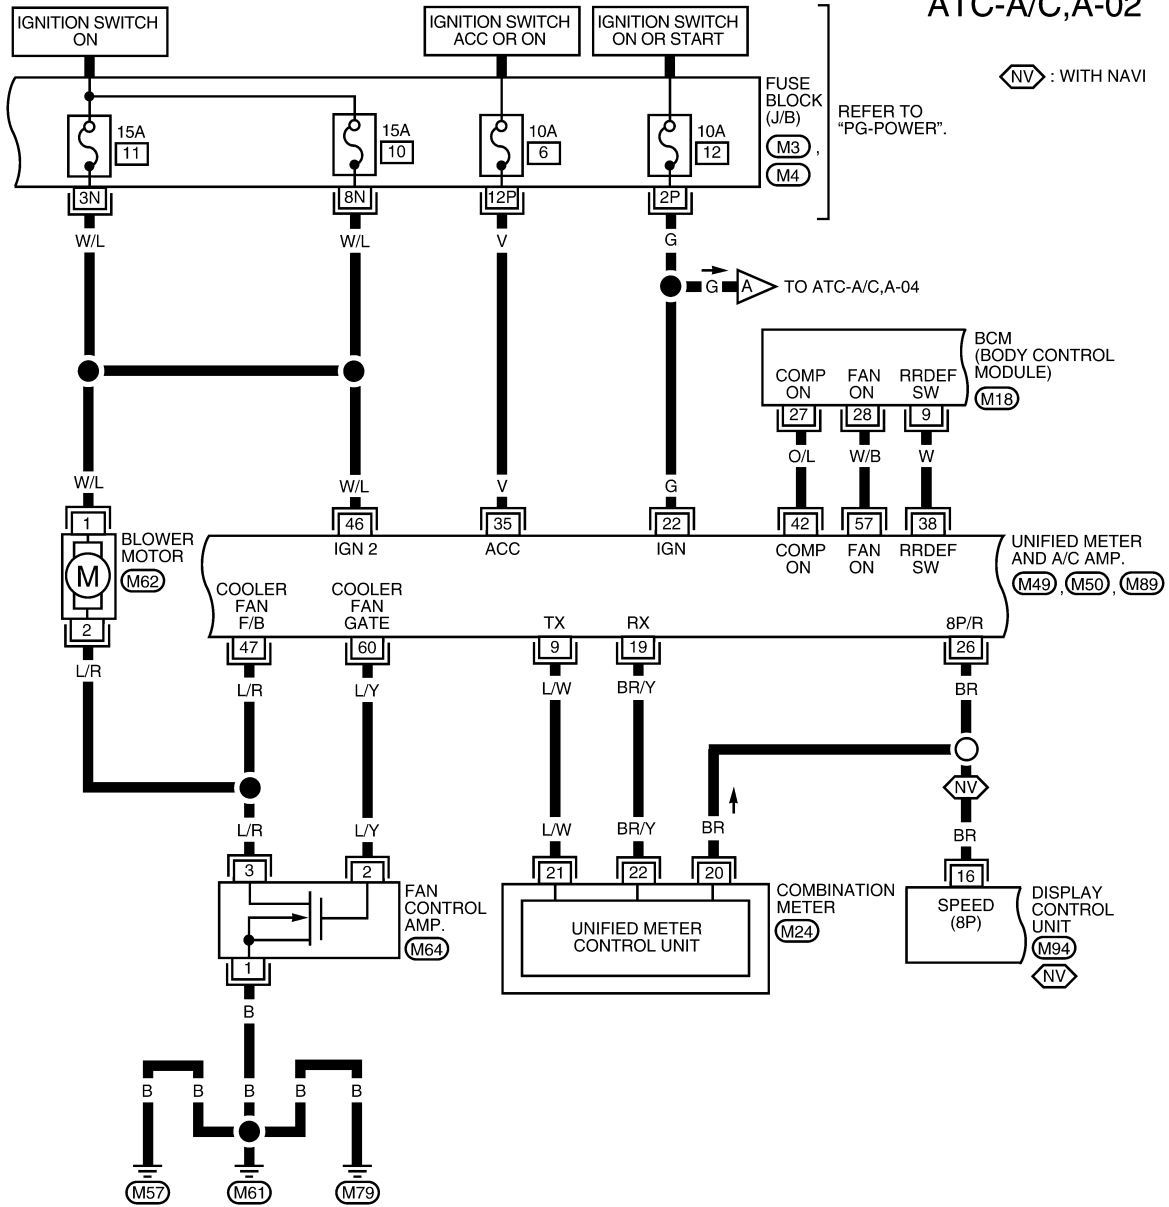 ATC-A/C,A-02
IGNITION SWITCH
ON
IGNITION SWITCH
ACC OR ON
IGNITION SWITCH
ON OR START
NV : WITH NAVI
FUSE
BLOCK
(J/B)
M3 ,
M4
REFER TO
“PG-POWER”.
15A
11
15A
10
10A
6
10A
12
3N
8N
12P
2P
W/L
W/L
V
G
G
A
TO ATC-A/C,A-04
BCM
(BODY CONTROL
MODULE)
M18
COMP
ON
FAN
ON
RRDEF
SW
27
28
9
O/L
W/B
W
W/L
W/L
V
G
1
46
35
22
42
57
38
BLOWER
MOTOR
M62
M
2
L/R
IGN 2
ACC
IGN
COMP
ON
FAN
ON
RRDEF
SW
UNIFIED METER
AND A/C AMP.
M49 , M50 , M89
COOLER
FAN
F/B
COOLER
FAN
GATE
TX
RX
8P/R
47
60
9
19
26
L/R
L/Y
L/W
BR/Y
BR
NV
L/R
L/Y
L/W
BR/Y
BR
BR
3
2
21
22
20
16
FAN
CONTROL
AMP.
M64
1
UNIFIED METER
CONTROL UNIT
COMBINATION
METER
M24
SPEED
(8P)
DISPLAY
CONTROL
UNIT
M94
NV
B
B
B
B
B
B
M57
M61
M79